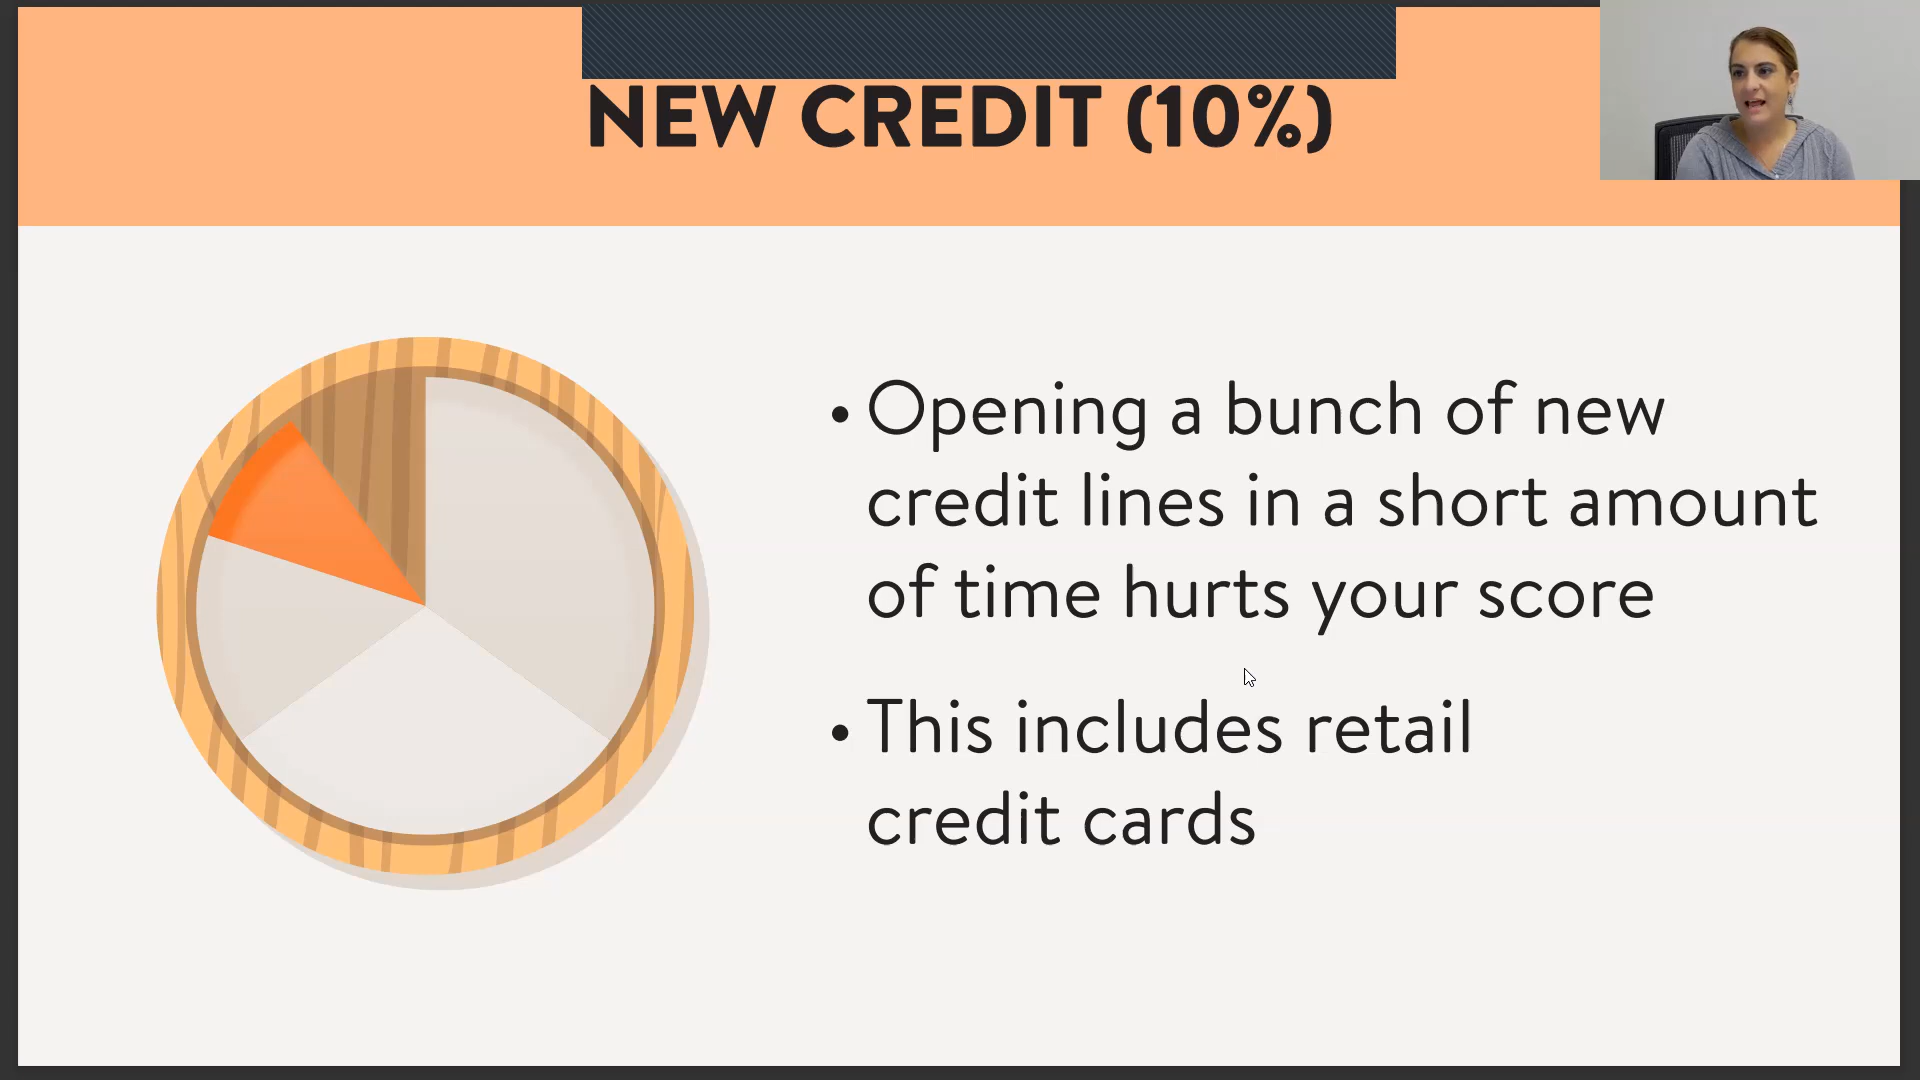 NEW CREDIT (10%)
• Opening a bunch of new
credit lines in a short amount
of time hurts your score
• This includes retail
credit cards